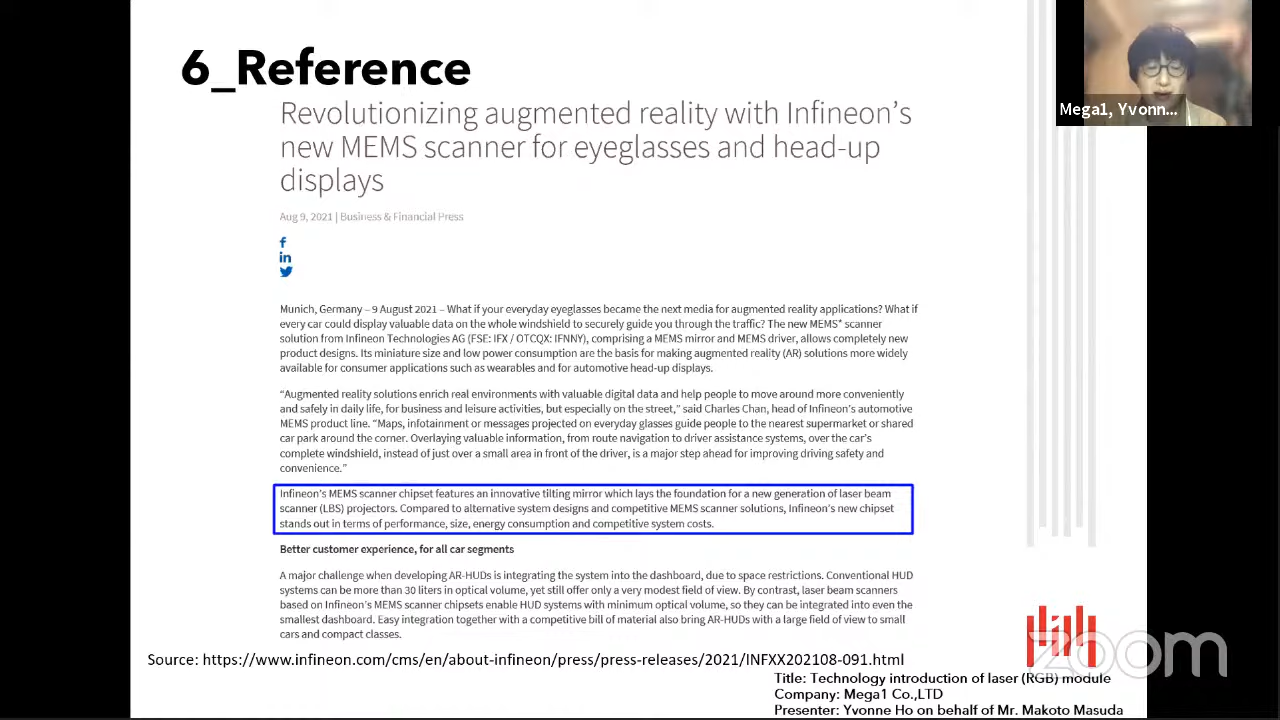 6_Reference
Mega1, Yvonn...
Revolutionizing augmented reality with Infineon's
new MEMS scanner for eyeglasses and head-up
displays
Aug 9, 2021 | Business & Financial Press
f
in
Munich, Germany – 9 August 2021 – What if your everyday eyeglasses became the next media for augmented reality applications? What if
every car could display valuable data on the whole windshield to securely guide you through the traffic? The new MEMS* scanner
solution from Infineon Technologies AG (FSE: IFX / OTCQX: IFNNY), comprising a MEMS mirror and MEMS driver, allows completely new
product designs. Its miniature size and low power consumption are the basis for making augmented reality (AR) solutions more widely
available for consumer applications such as wearables and for automotive head-up displays.
“Augmented reality solutions enrich real environments with valuable digital data and help people to move around more conveniently
and safely in daily life, for business and leisure activities, but especially on the street,” said Charles Chan, head of Infineon's automotive
MEMS product line. “Maps, infotainment or messages projected on everyday glasses guide people to the nearest supermarket or shared
car park around the corner. Overlaying valuable information, from route navigation to driver assistance systems, over the car's
complete windshield, instead of just over a small area in front of the driver, is a major step ahead for improving driving safety and
convenience.”
Infineon's MEMS scanner chipset features an innovative tilting mirror which lays the foundation for a new generation of laser beam
scanner (LBS) projectors. Compared to alternative system designs and competitive MEMS scanner solutions, Infineon's new chipset
stands out in terms of performance, size, energy consumption and competitive system costs.
Better customer experience, for all car segments
A major challenge when developing AR-HUDs is integrating the system into the dashboard, due to space restrictions. Conventional HUD
systems can be more than 30 liters in optical volume, yet still offer only a very modest field of view. By contrast, laser beam scanners
based on Infineon's MEMS scanner chipsets enable HUD systems with minimum optical volume, so they can be integrated into even the
smallest dashboard. Easy integration together with a competitive bill of material also bring AR-HUDs with a large field of view to small
cars and compact classes.
Source: https://www.infineon.com/cms/en/about-infineon/press/press-releases/2021/INFXX202108-091.html
zoom
Title: Technology introduction of laser (RGB) module
Company: Mega1 Co.,LTD
Presenter: Yvonne Ho on behalf of Mr. Makoto Masuda